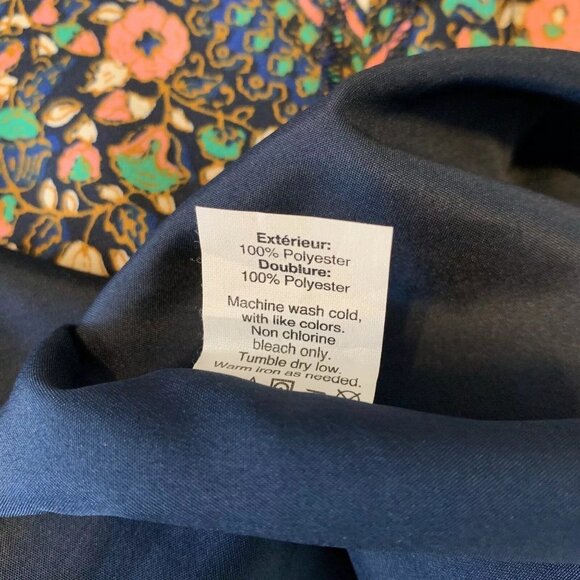 Extérieur:
100% Polyester
Doublure:
100% Polyester
Machine wash cold,
with like colors.
Non chlorine
bleach only.
Tumble dry low.
Warm iron as needed.